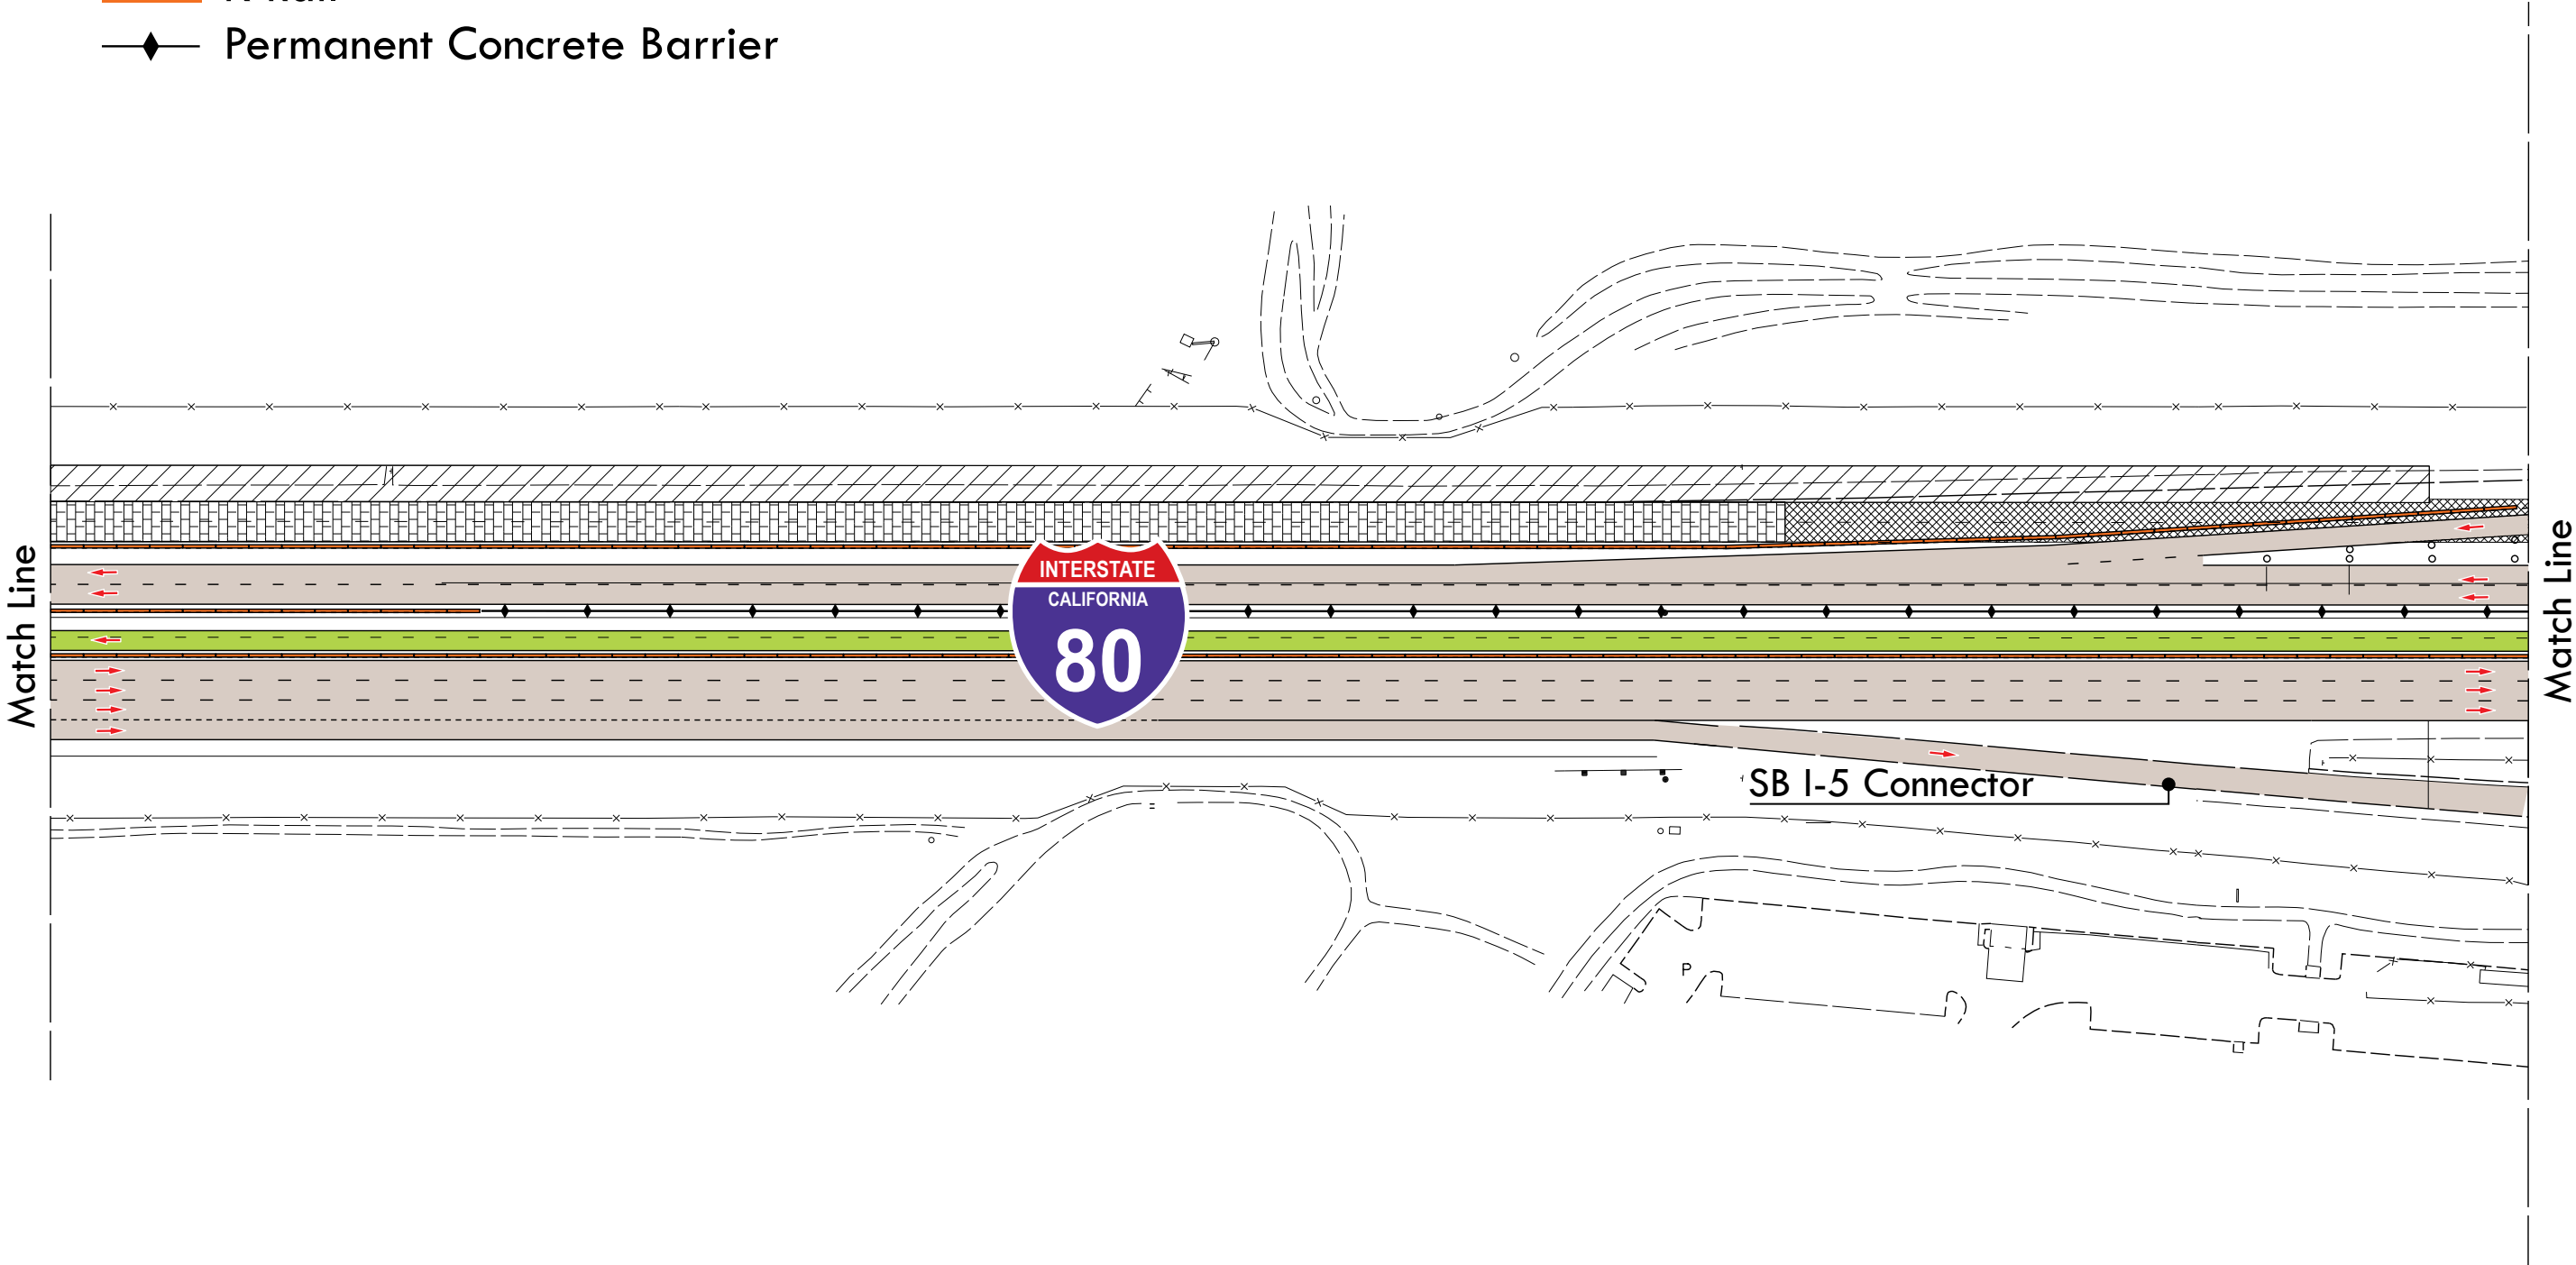 Permanent Concrete Barrier
Match Line
INTERSTATE
CALIFORNIA
80
SB I-5 Connector
P
Match Line